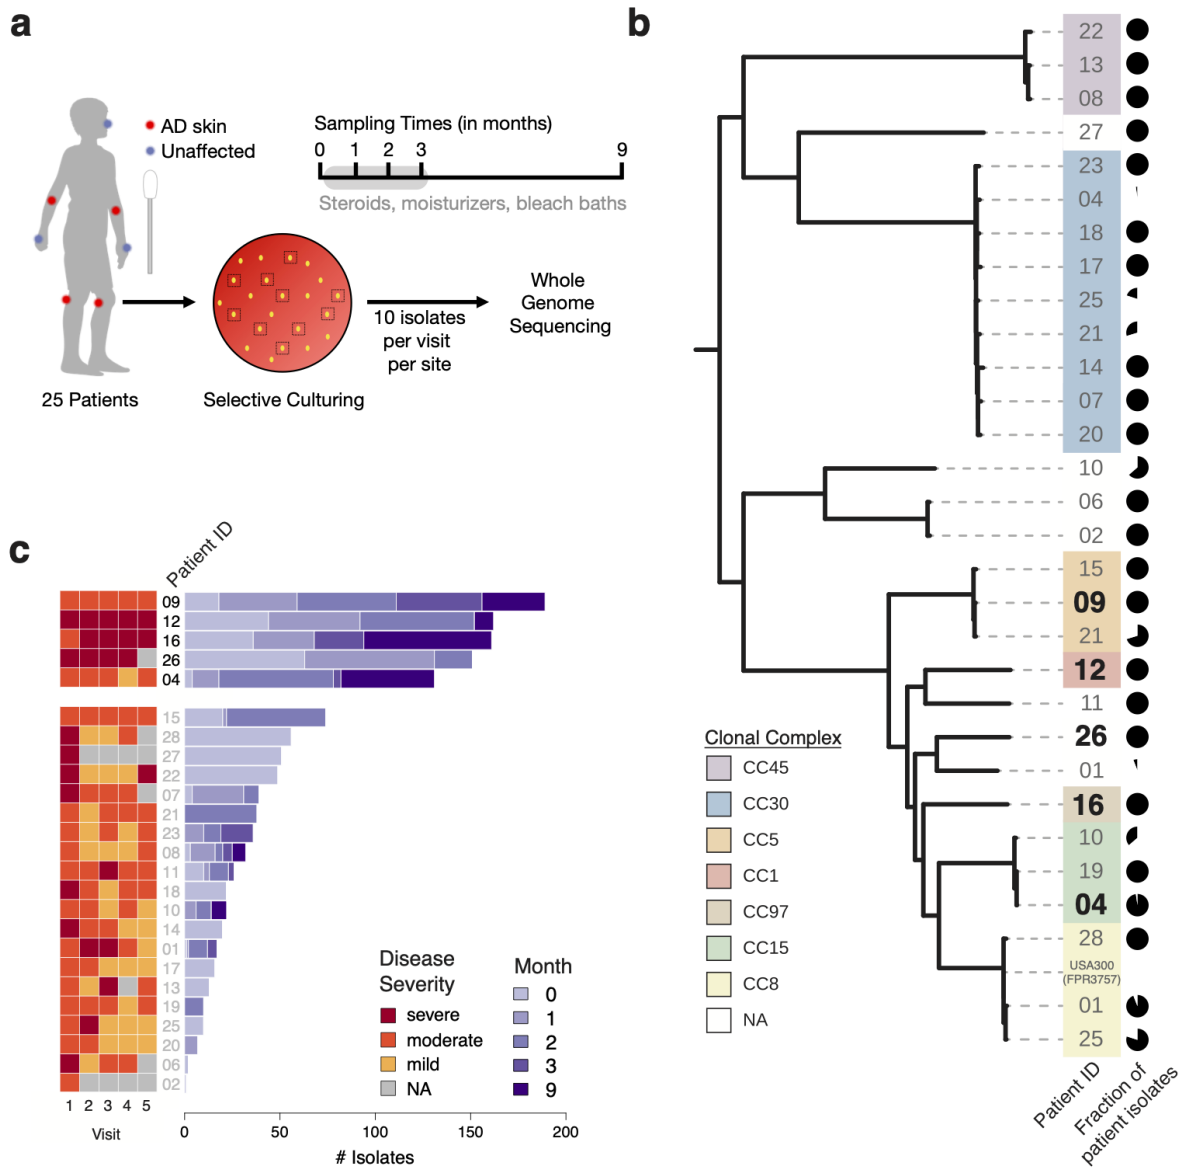 a
AD skin
Unaffected
Sampling Times (in months)
0 1 2 3 9
Steroids, moisturizers, bleach baths
25 Patients
Selective Culturing
10 isolates
per visit
per site
Whole
Genome
Sequencing
b
22
13
08
27
23
04
18
17
25
21
14
07
20
10
06
02
15
09
21
12
11
26
01
16
10
19
04
28
USA300
(FPR3757)
01
25
Patient ID
Fraction of
patient isolates
Clonal Complex
CC45
CC30
CC5
CC1
CC97
CC15
CC8
NA
c
Patient ID
09
12
16
26
04
15
28
27
22
07
21
23
08
11
18
10
14
01
17
13
19
25
20
06
02
1 2 3 4 5
Visit
0 50 100 150 200
# Isolates
Disease
Severity
severe
moderate
mild
NA
Month
0
1
2
3
9